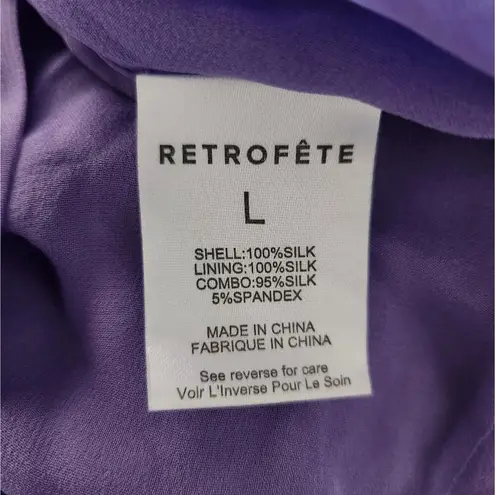 RETROFÊTE
L
SHELL:100%SILK
LINING:100%SILK
COMBO:95%SILK
5%SPANDEX
MADE IN CHINA
FABRIQUE IN CHINA
See reverse for care
Voir L'Inverse Pour Le Soin